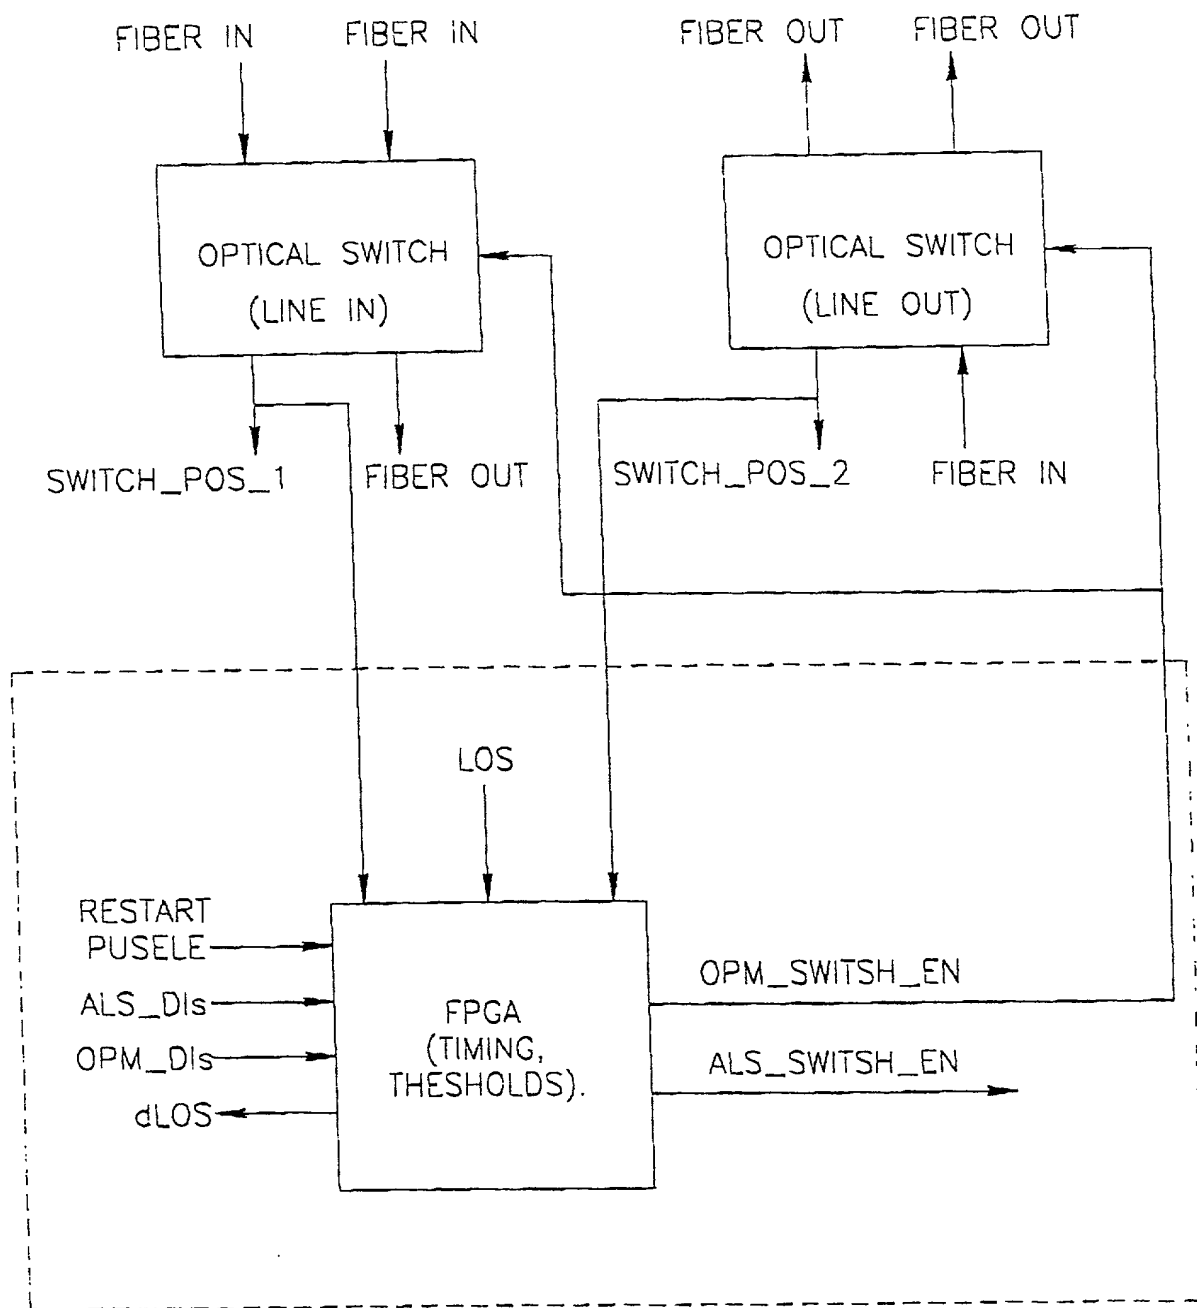 FIBER IN
FIBER IN
FIBER OUT
FIBER OUT
OPTICAL SWITCH
(LINE IN)
OPTICAL SWITCH
(LINE OUT)
SWITCH_POS_1
FIBER OUT
SWITCH_POS_2
FIBER IN
LOS
RESTART
PUSELE
ALS_DIs
OPM_DIs
dLOS
FPGA
(TIMING,
THESHOLDS).
OPM_SWITSH_EN
ALS_SWITSH_EN